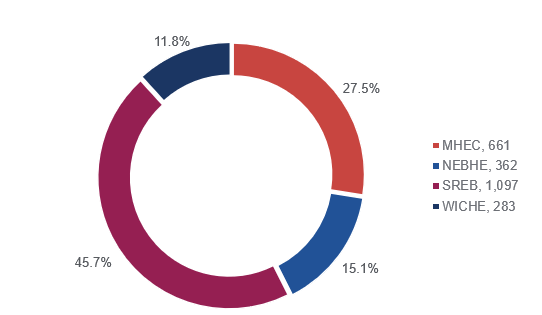 11.8%
27.5%
MHEC, 661
NEBHE, 362
SREB, 1,097
WICHE, 283
45.7%
15.1%